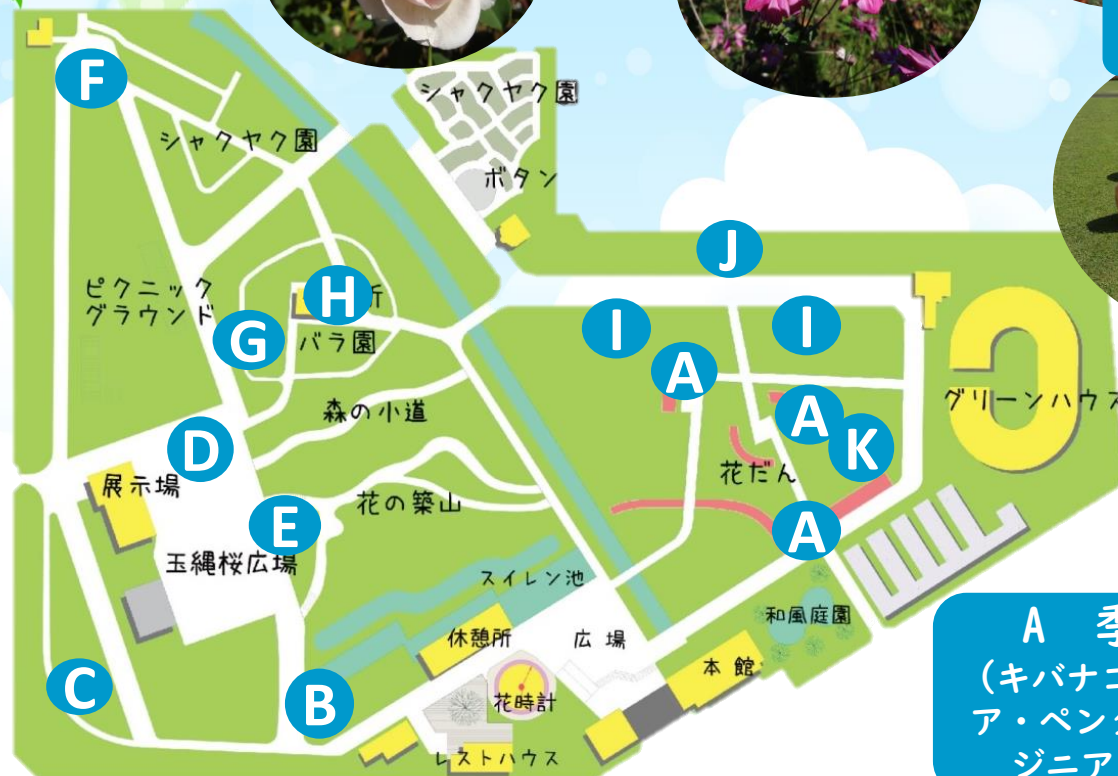 F
シャクヤク園
シャクヤク園
ボタン
J
ピクニック
グラウンド
H
所
G
バラ園
I
I
A
グリーンハウス
森の小道
A
K
D
展示場
花だん
E
花の築山
A
玉縄桜広場
スイレン池
和風庭園
休憩所
広場
本館
C
B
花時計
レストハウス
A 季
(キバナコ
ア・ペンタ
ジニア